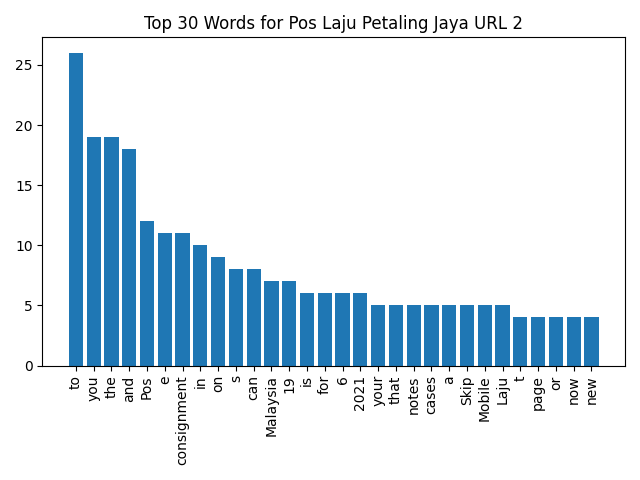 Top 30 Words for Pos Laju Petaling Jaya URL 2
25
20
15
10
5
0
to
you
the
and
Pos
e
consignment
in
on
s
can
Malaysia
19
is
for
6
2021
your
that
notes
cases
a
Skip
Mobile
Laju
t
page
or
now
new